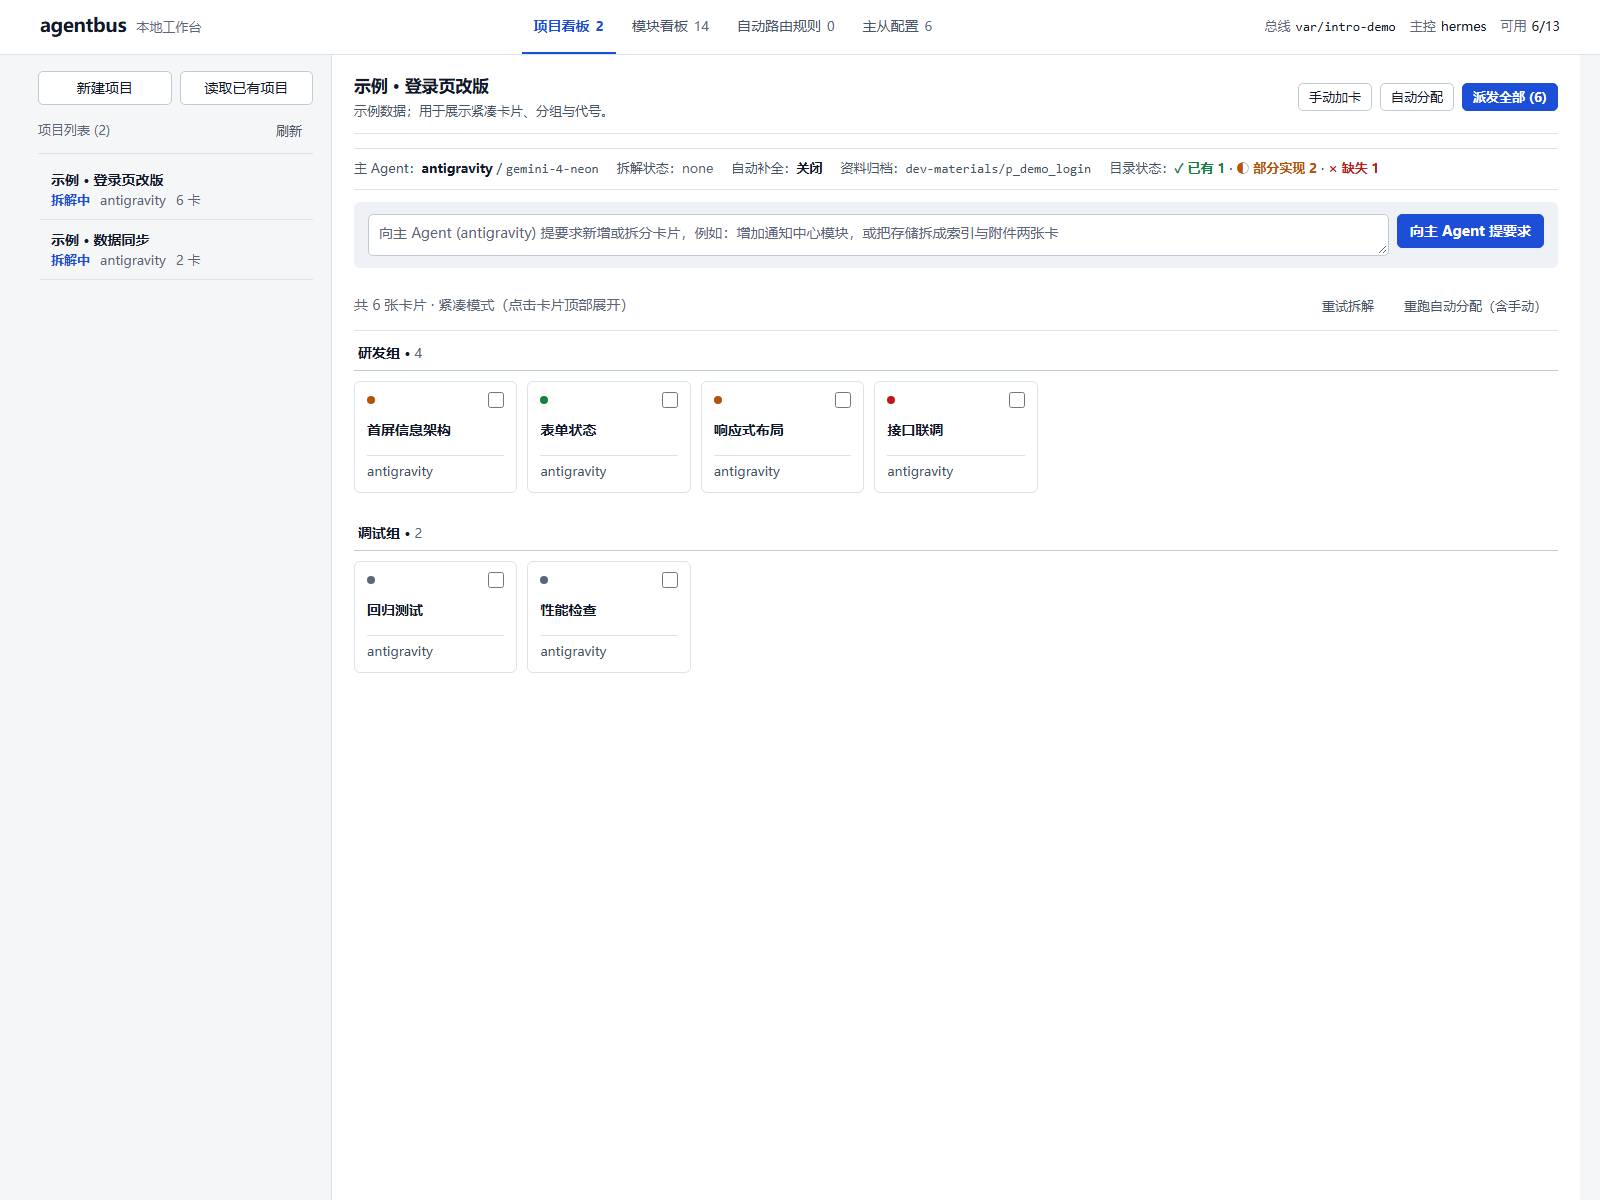 agentbus 本地工作台
项目看板 2 模块看板 14 自动路由规则 0 主从配置 6
总线 var/intro-demo 主控 hermes 可用 6/13
新建项目 读取已有项目
项目列表 (2) 刷新
示例 • 登录页改版
拆解中 antigravity 6 卡
示例 • 数据同步
拆解中 antigravity 2 卡
示例 • 登录页改版
示例数据；用于展示紧凑卡片、分组与代号。
手动加卡 自动分配 派发全部 (6)
主 Agent：antigravity / gemini-4-neon 拆解状态：none 自动补全：关闭 资料归档：dev-materials/p_demo_login 目录状态：✓ 已有 1 · ◐ 部分实现 2 · × 缺失 1
向主 Agent (antigravity) 提要求新增或拆分卡片，例如：增加通知中心模块，或把存储拆成索引与附件两张卡
向主 Agent 提要求
共 6 张卡片 · 紧凑模式（点击卡片顶部展开）
重试拆解 重跑自动分配（含手动）
研发组 • 4
首屏信息架构
antigravity
表单状态
antigravity
响应式布局
antigravity
接口联调
antigravity
调试组 • 2
回归测试
antigravity
性能检查
antigravity